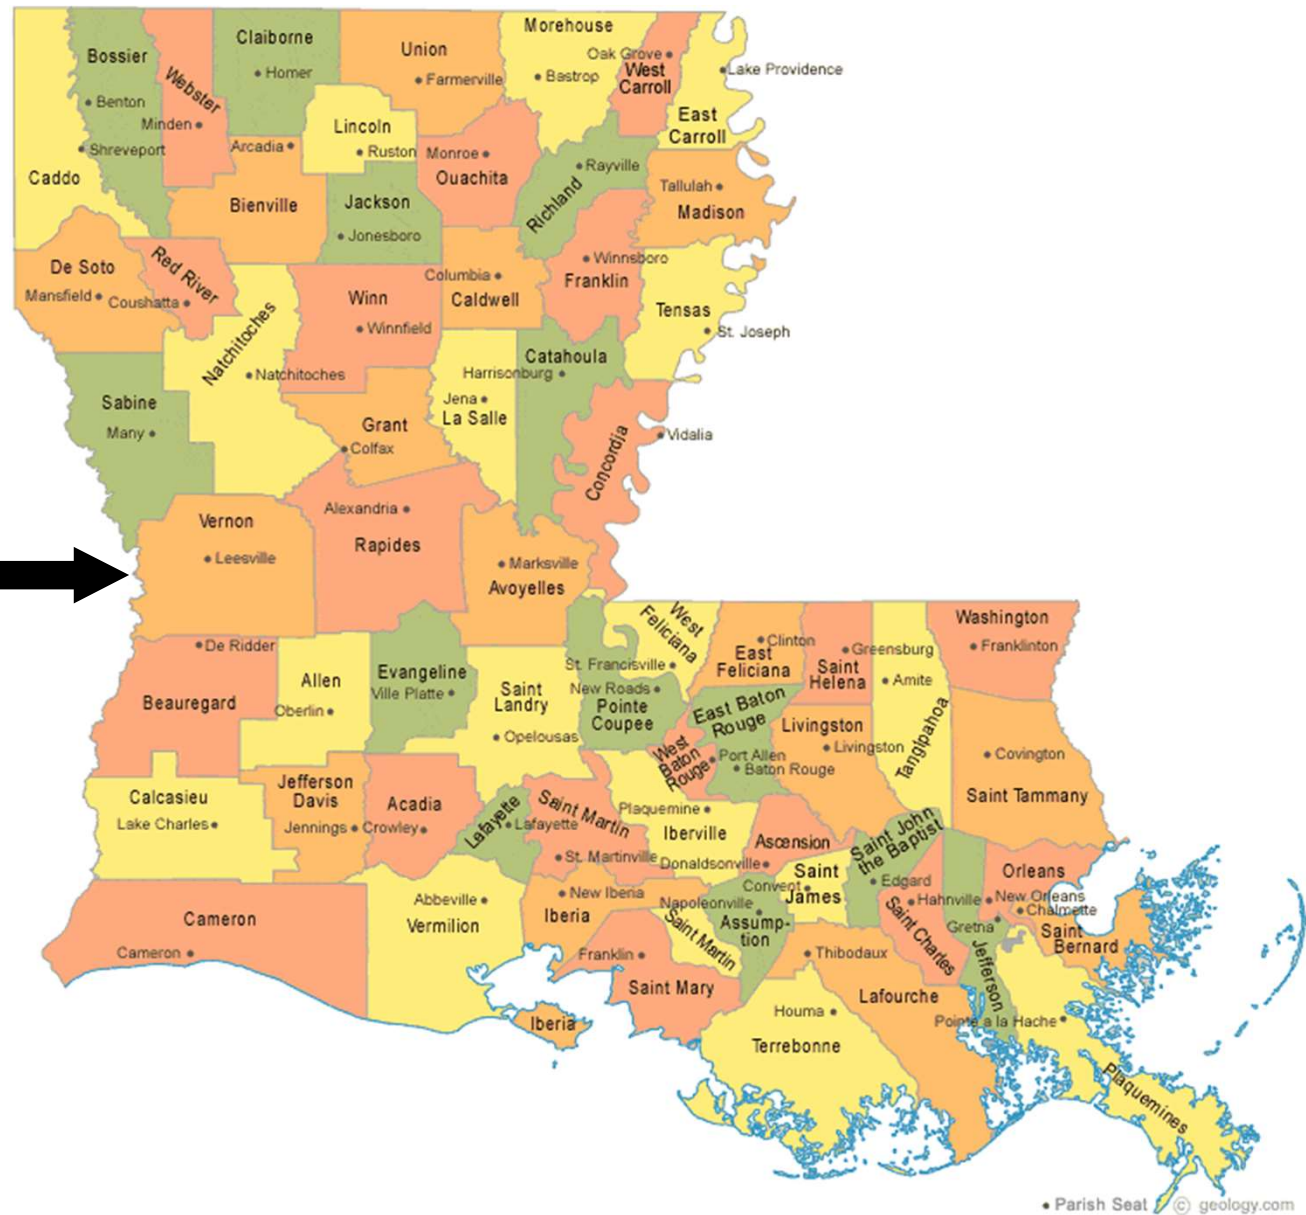 Morehouse
Claiborne
Union
Bossier
Oak Grove
West
Carroll
Lake Providence
Homer
Farmerville
Bastrop
Webster
Benton
East
Carroll
Minden
Lincoln
Shreveport
Arcadia
Ruston
Monroe
Rayville
Caddo
Ouachita
Tallulah
Bienville
Jackson
Richland
Madison
Jonesboro
De Soto
Red River
Winnsboro
Columbia
Franklin
Mansfield
Coushatta
Winn
Caldwell
Tensas
Winnfield
St. Joseph
Natchitoches
Catahoula
Natchitoches
Harrisonburg
Sabine
Jena
La Salle
Grant
Many
Colfax
Vidalia
Concordia
Alexandria
Vernon
Rapides
Leesville
Marksville
Avoyelles
West
Feliciana
Washington
De Ridder
Clinton
Greensburg
Franklinton
East
Feliciana
St. Francisville
Saint
Helena
Evangeline
Allen
Amite
Ville Platte
Saint
Landry
New Roads
Pointe
Coupee
Beauregard
Oberlin
East Baton
Rouge
Livingston
Opelousas
Tangipahoa
Livingston
West
Baton
Rouge
Port Allen
Covington
Baton Rouge
Jefferson
Davis
Calcasieu
Acadia
Saint Tammany
Lafayette
Saint Martin
Plaquemine
Lake Charles
Jennings
Crowley
Lafayette
Iberville
Ascension
Saint John
the Baptist
St. Martinville
Donaldsonville
Saint
James
Orleans
Convent
Edgard
New Iberia
Abbeville
Napoleonville
Hahnville
New Orleans
Chalmette
Cameron
Vermilion
Iberia
Assump-
tion
Saint Martin
Saint Charles
Gretna
Saint
Bernard
Cameron
Franklin
Thibodaux
Jefferson
Saint Mary
Lafourche
Houma
Iberia
Pointe a la Hache
Terrebonne
Plaquemines
Parish Seat
© geology.com